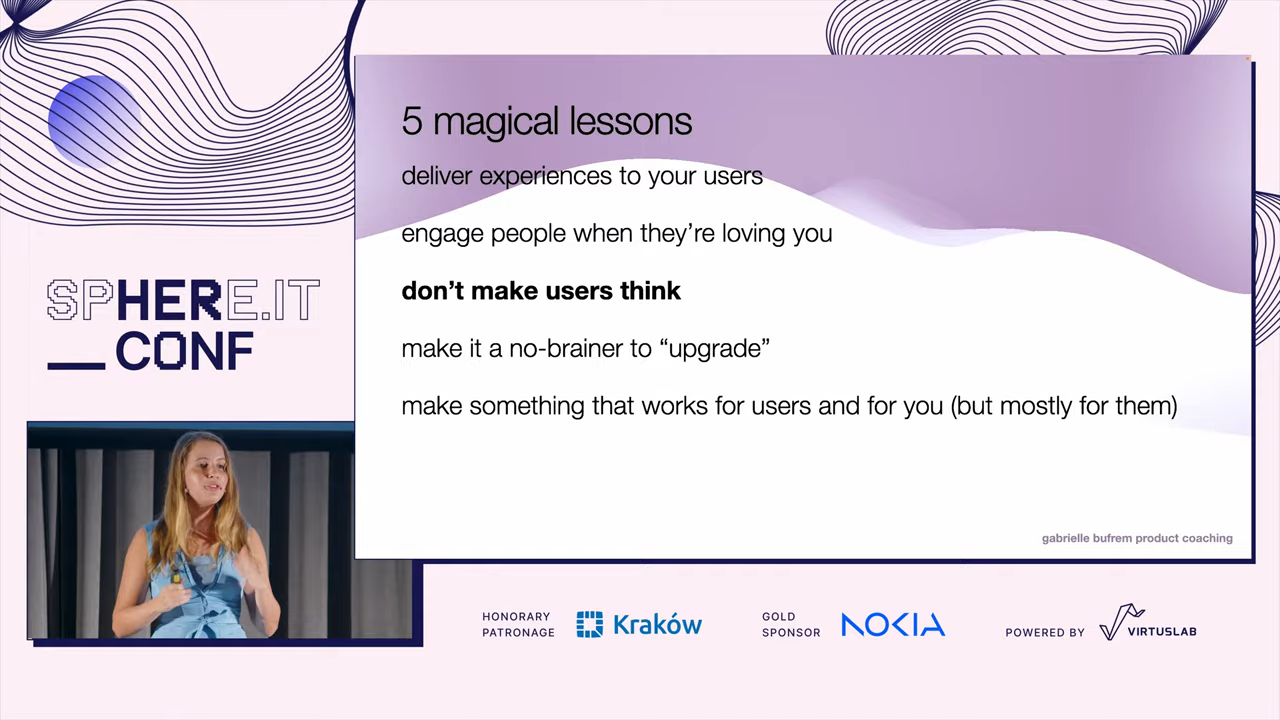 5 magical lessons
deliver experiences to your users
engage people when they’re loving you
don’t make users think
make it a no-brainer to “upgrade”
make something that works for users and for you (but mostly for them)
gabrielle bufrem product coaching
SPHERE.IT
CONF
HONORARY
PATRONAGE
Kraków
GOLD
SPONSOR
NOKIA
POWERED BY
VIRTUSLAB